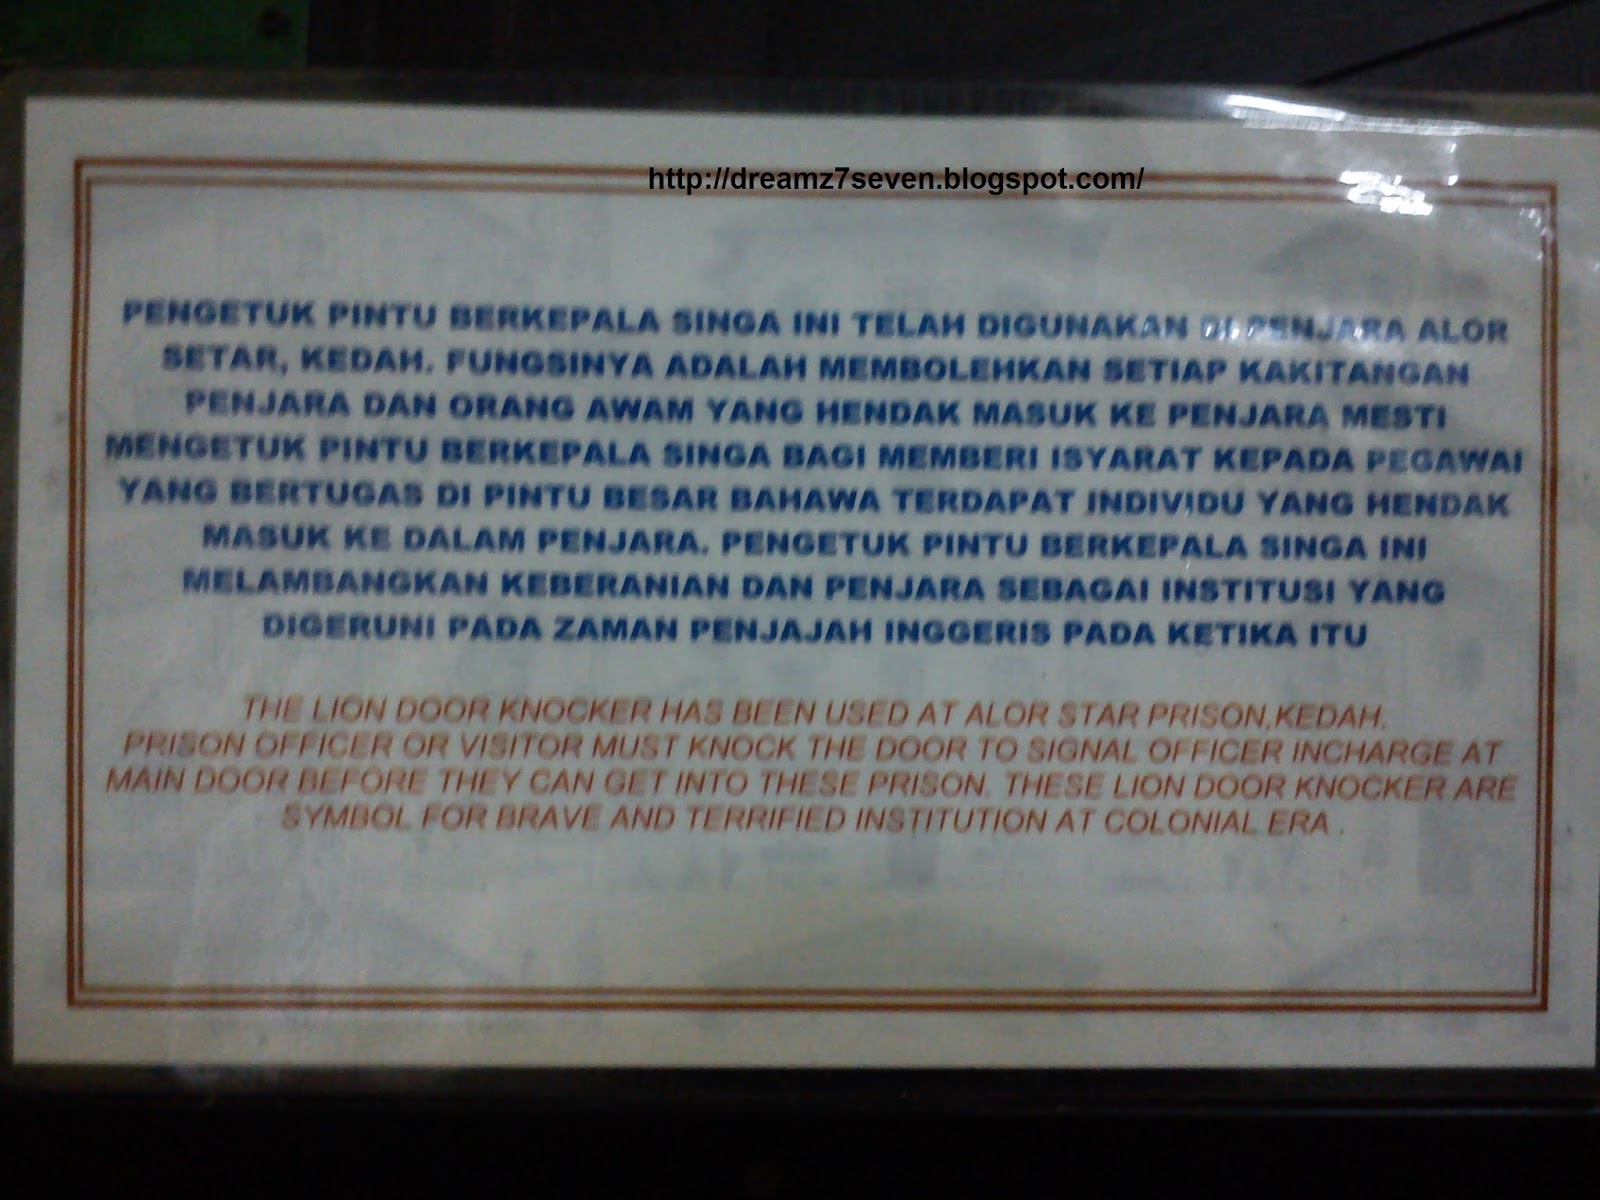 http://dreamz7seven.blogspot.com/
PENGETUK PINTU BERKEPALA SINGA INI TELAH DIGUNAKAN DI PENJARA ALOR
SETAR, KEDAH. FUNGSINYA ADALAH MEMBOLEHKAN SETIAP KAKITANGAN
PENJARA DAN ORANG AWAM YANG HENDAK MASUK KE PENJARA MESTI
MENGETUK PINTU BERKEPALA SINGA BAGI MEMBERI ISYARAT KEPADA PEGAWAI
YANG BERTUGAS DI PINTU BESAR BAHAWA TERDAPAT INDIVIDU YANG HENDAK
MASUK KE DALAM PENJARA. PENGETUK PINTU BERKEPALA SINGA INI
MELAMBANGKAN KEBERANIAN DAN PENJARA SEBAGAI INSTITUSI YANG
DIGERUNI PADA ZAMAN PENJAJAH INGGERIS PADA KETIKA ITU
THE LION DOOR KNOCKER HAS BEEN USED AT ALOR STAR PRISON,KEDAH.
PRISON OFFICER OR VISITOR MUST KNOCK THE DOOR TO SIGNAL OFFICER INCHARGE AT
MAIN DOOR BEFORE THEY CAN GET INTO THESE PRISON. THESE LION DOOR KNOCKER ARE
SYMBOL FOR BRAVE AND TERRIFIED INSTITUTION AT COLONIAL ERA .